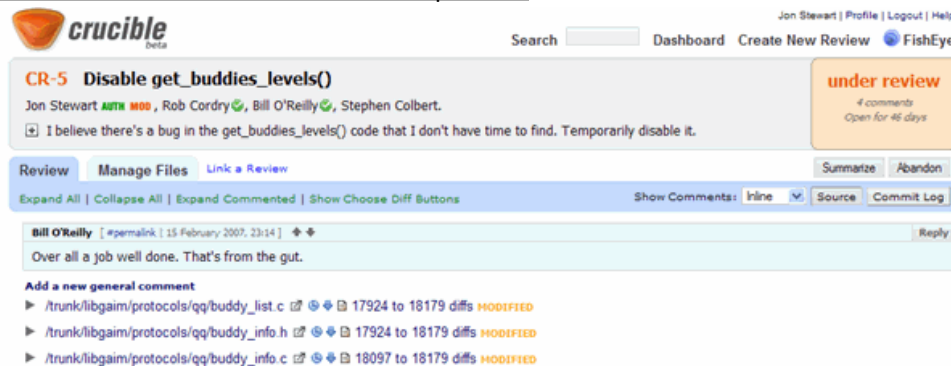 crucible
beta
Jon Stewart | Profile | Logout | Help
Search Dashboard Create New Review FishEye
CR-5 Disable get_buddies_levels()
Jon Stewart AUTH MOD , Rob Cordry, Bill O'Reilly, Stephen Colbert.
I believe there's a bug in the get_buddies_levels() code that I don't have time to find. Temporarily disable it.
under review
4 comments
Open for 46 days
Review Manage Files Link a Review Summarize Abandon
Expand All | Collapse All | Expand Commented | Show Choose Diff Buttons Show Comments: Inline Source Commit Log
Bill O'Reilly [ #permalink | 15 February 2007, 23:14 ] Reply
Over all a job well done. That's from the gut.
Add a new general comment
/trunk/libgaim/protocols/qq/buddy_list.c 17924 to 18179 diffs MODIFIED
/trunk/libgaim/protocols/qq/buddy_info.h 17924 to 18179 diffs MODIFIED
/trunk/libgaim/protocols/qq/buddy_info.c 18097 to 18179 diffs MODIFIED